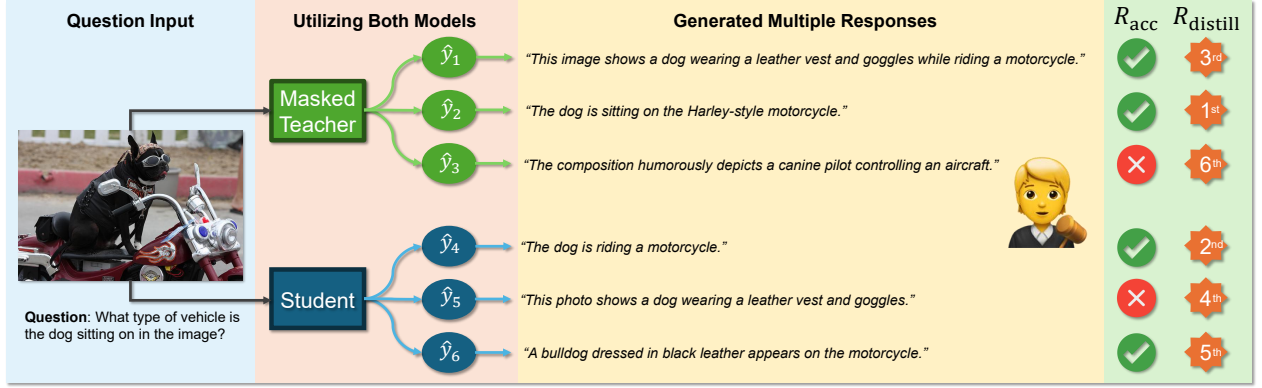 Question Input
Utilizing Both Models
Generated Multiple Responses
R_acc
R_distill
Masked
Teacher
ŷ₁
“This image shows a dog wearing a leather vest and goggles while riding a motorcycle.”
3rd
ŷ₂
“The dog is sitting on the Harley-style motorcycle.”
1st
ŷ₃
“The composition humorously depicts a canine pilot controlling an aircraft.”
6th
Student
ŷ₄
“The dog is riding a motorcycle.”
2nd
ŷ₅
“This photo shows a dog wearing a leather vest and goggles.”
4th
ŷ₆
“A bulldog dressed in black leather appears on the motorcycle.”
5th
Question: What type of vehicle is
the dog sitting on in the image?